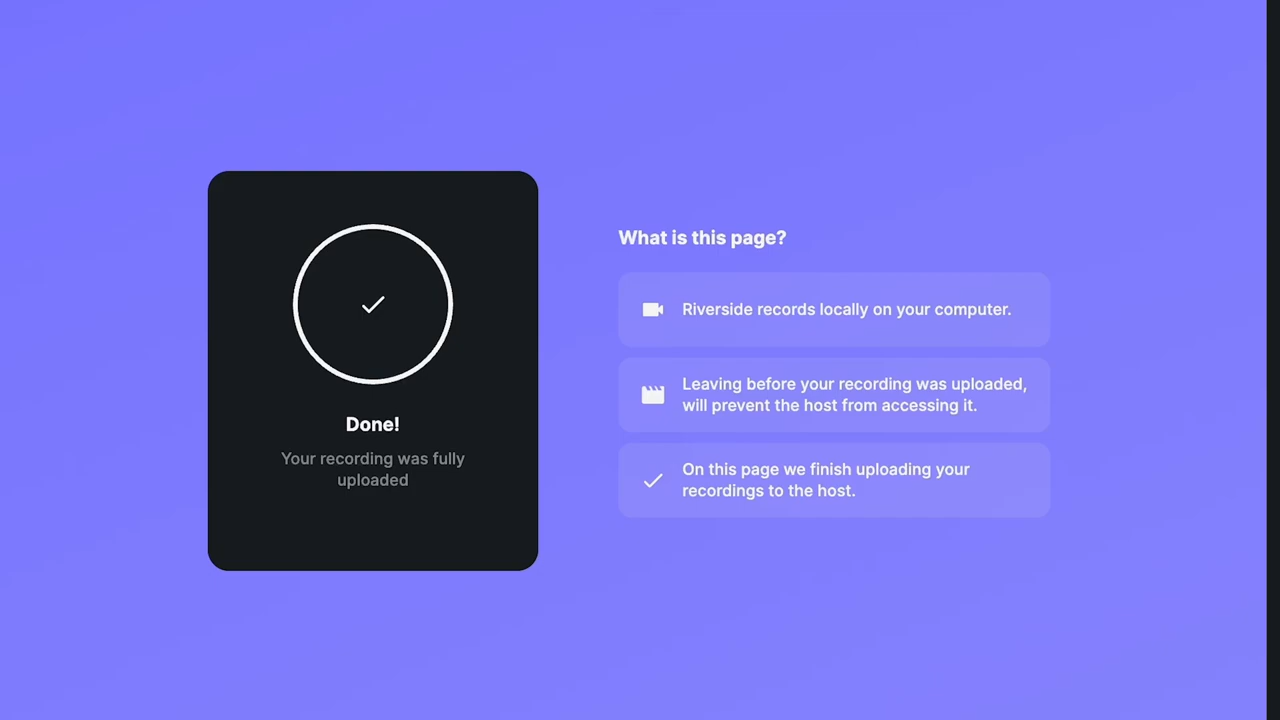 Done!
Your recording was fully
uploaded
What is this page?
Riverside records locally on your computer.
Leaving before your recording was uploaded,
will prevent the host from accessing it.
On this page we finish uploading your
recordings to the host.